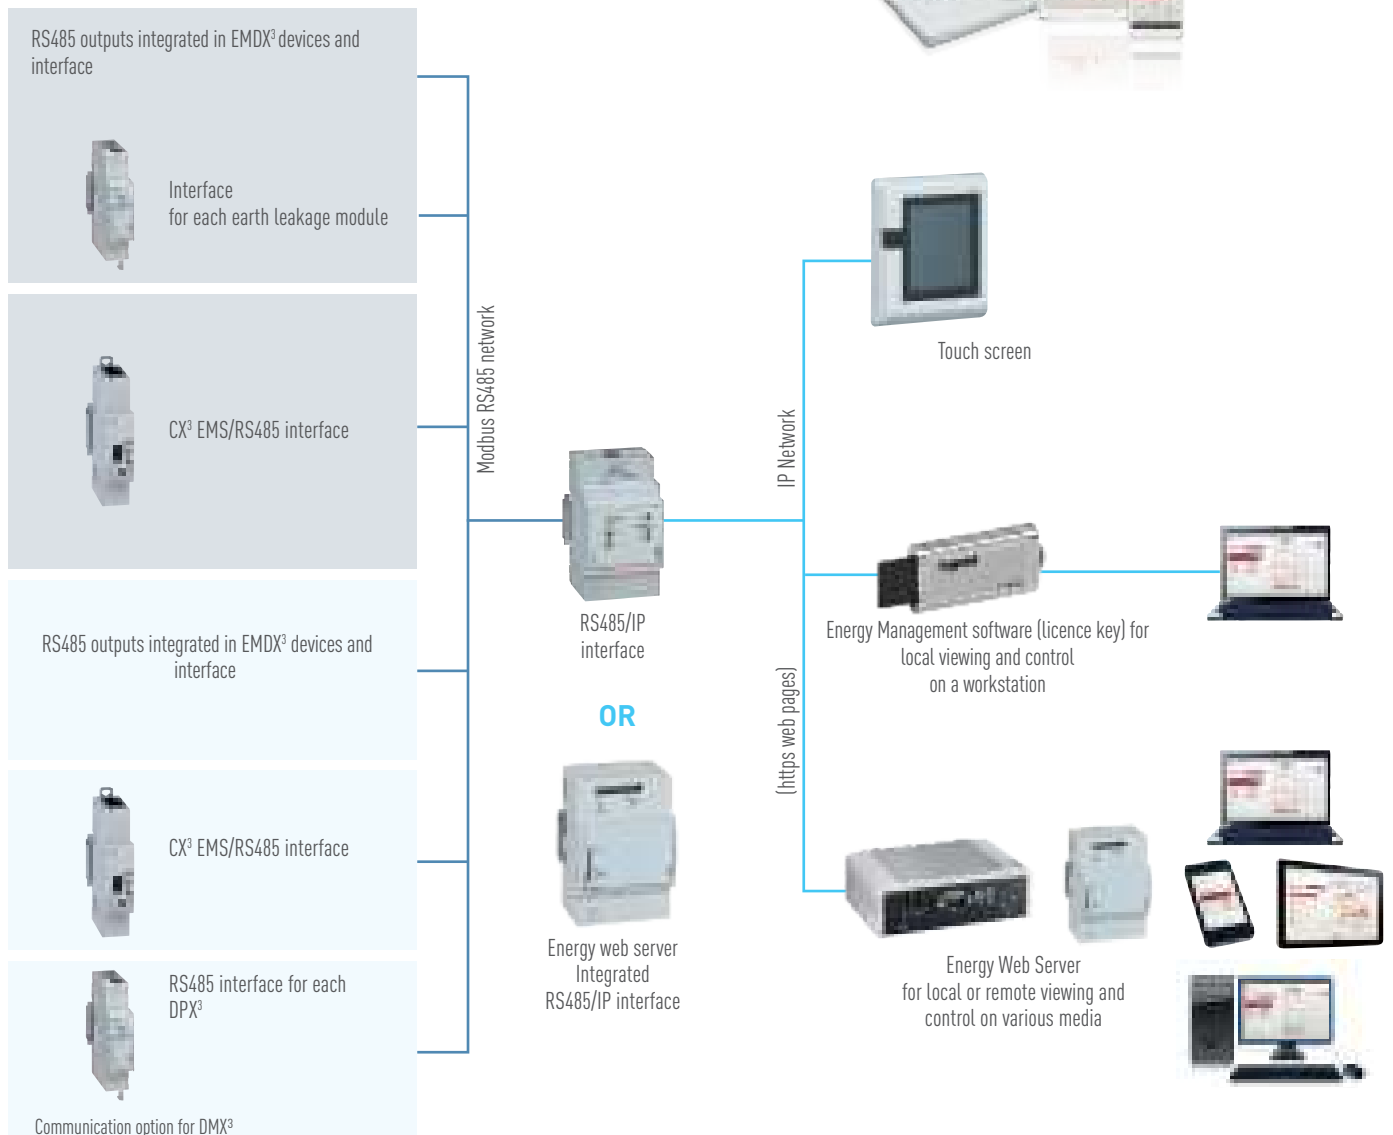 RS485 outputs integrated in EMDX³ devices and
interface
Interface
for each earth leakage module
CX³ EMS/RS485 interface
RS485 outputs integrated in EMDX³ devices and
interface
CX³ EMS/RS485 interface
RS485 interface for each
DPX³
Communication option for DMX³
Modbus RS485 network
RS485/IP
interface
OR
Energy web server
Integrated
RS485/IP interface
IP Network
(https web pages)
Touch screen
Energy Management software (licence key) for
local viewing and control
on a workstation
Energy Web Server
for local or remote viewing and
control on various media